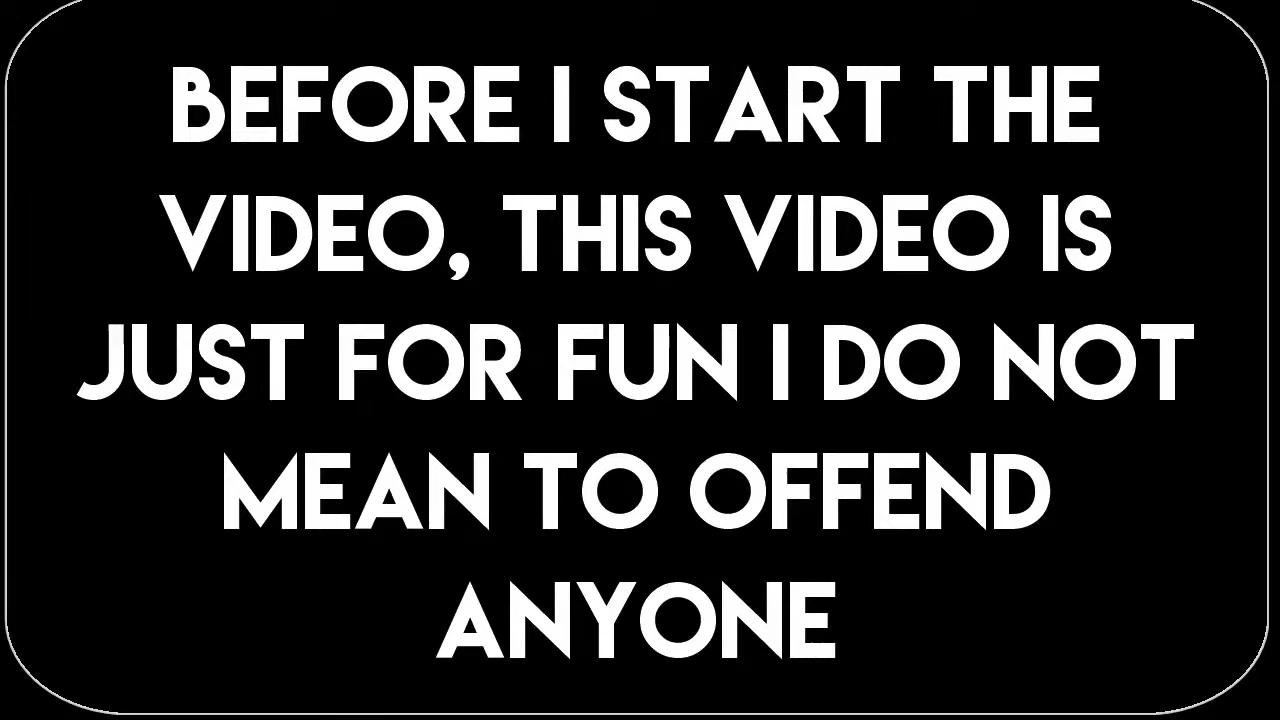 BEFORE I START THE
VIDEO, THIS VIDEO IS
JUST FOR FUN I DO NOT
MEAN TO OFFEND
ANYONE